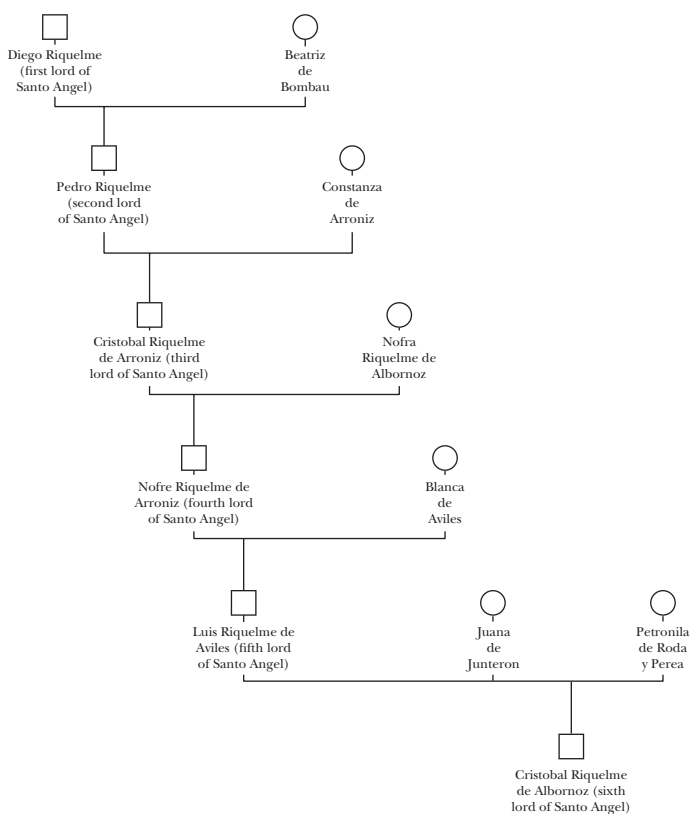 Diego Riquelme
(first lord of
Santo Angel)
Beatriz
de
Bombau
Pedro Riquelme
(second lord
of Santo Angel)
Constanza
de
Arroniz
Cristobal Riquelme
de Arroniz (third
lord of Santo Angel)
Nofra
Riquelme de
Albornoz
Nofre Riquelme de
Arroniz (fourth lord
of Santo Angel)
Blanca
de
Aviles
Luis Riquelme de
Aviles (fifth lord
of Santo Angel)
Juana
de
Junteron
Petronila
de Roda
y Perea
Cristobal Riquelme
de Albornoz (sixth
lord of Santo Angel)